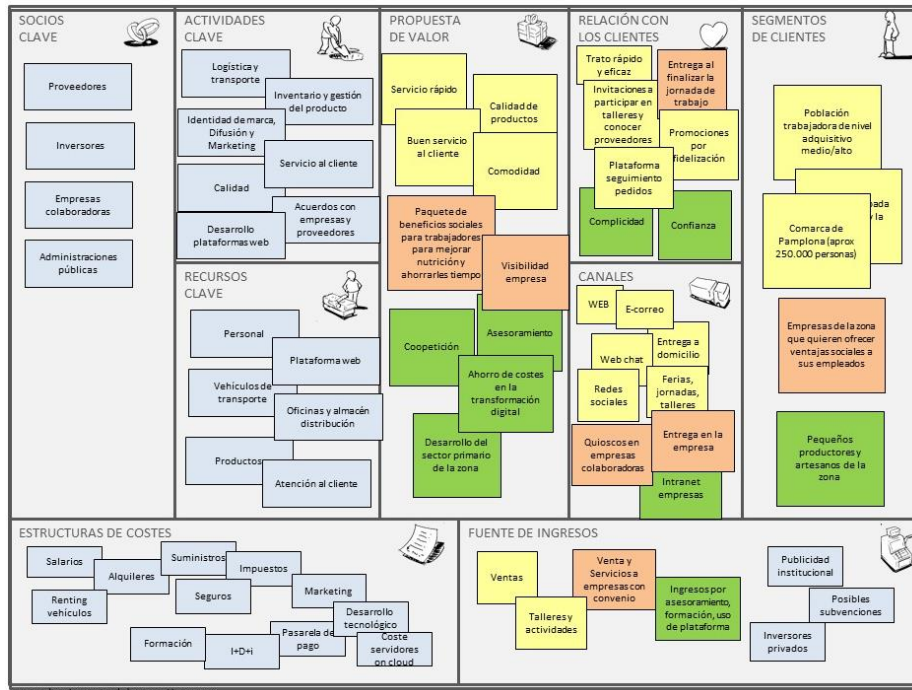 SOCIOS
CLAVE
Proveedores
Inversores
Empresas
colaboradoras
Administraciones
públicas
ACTIVIDADES
CLAVE
Logística y
transporte
Inventario y gestión
del producto
Identidad de marca,
Difusión y
Marketing
Servicio al cliente
Calidad
Acuerdos con
empresas y
proveedores
Desarrollo
plataformas web
RECURSOS
CLAVE
Personal
Plataforma web
Vehículos de
transporte
Oficinas y almacén
distribución
Productos
Atención al cliente
PROPUESTA
DE VALOR
Servicio rápido
Calidad de
productos
Buen servicio
al cliente
Comodidad
Paquete de
beneficios sociales
para trabajadores
para mejorar
nutrición y
ahorrarles tiempo
Visibilidad
empresa
Coopetición
Asesoramiento
Ahorro de costes
en la
transformación
digital
Desarrollo del
sector primario
de la zona
RELACIÓN CON
LOS CLIENTES
Trato rápido
y eficaz
Entrega al
finalizar la
jornada de
trabajo
Invitaciones a
participar en
talleres y
conocer
proveedores
Promociones
por
fidelización
Plataforma
seguimiento
pedidos
Complicidad
Confianza
CANALES
WEB
E-correo
Web chat
Entrega a
domicilio
Redes
sociales
Ferias,
jornadas,
talleres
Quioscos en
empresas
colaboradoras
Entrega en la
empresa
Intranet
empresas
SEGMENTOS
DE CLIENTES
Población
trabajadora de nivel
adquisitivo
medio/alto
y la
Comarca de
Pamplona (aprox
250.000 personas)
Empresas de la zona
que quieren ofrecer
ventajas sociales a
sus empleados
Pequeños
productores y
artesanos de la
zona
ESTRUCTURAS DE COSTES
Salarios
Alquileres
Suministros
Impuestos
Renting
vehículos
Seguros
Marketing
Desarrollo
tecnológico
Formación
I+D+i
Pasarela de
pago
Coste
servidores
on cloud
FUENTE DE INGRESOS
Ventas
Talleres y
actividades
Venta y
Servicios a
empresas con
convenio
Ingresos por
asesoramiento,
formación, uso
de plataforma
Publicidad
institucional
Posibles
subvenciones
Inversores
privados